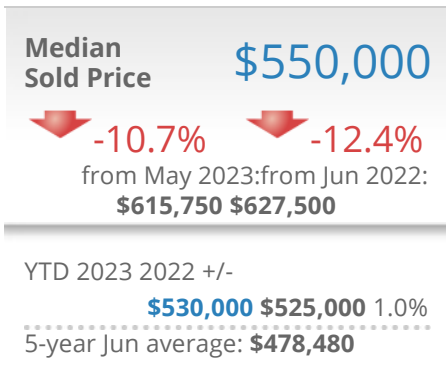 Median
Sold Price
$550,000
-10.7% -12.4%
from May 2023:from Jun 2022:
$615,750 $627,500
YTD 2023 2022 +/-
$530,000 $525,000 1.0%
5-year Jun average: $478,480